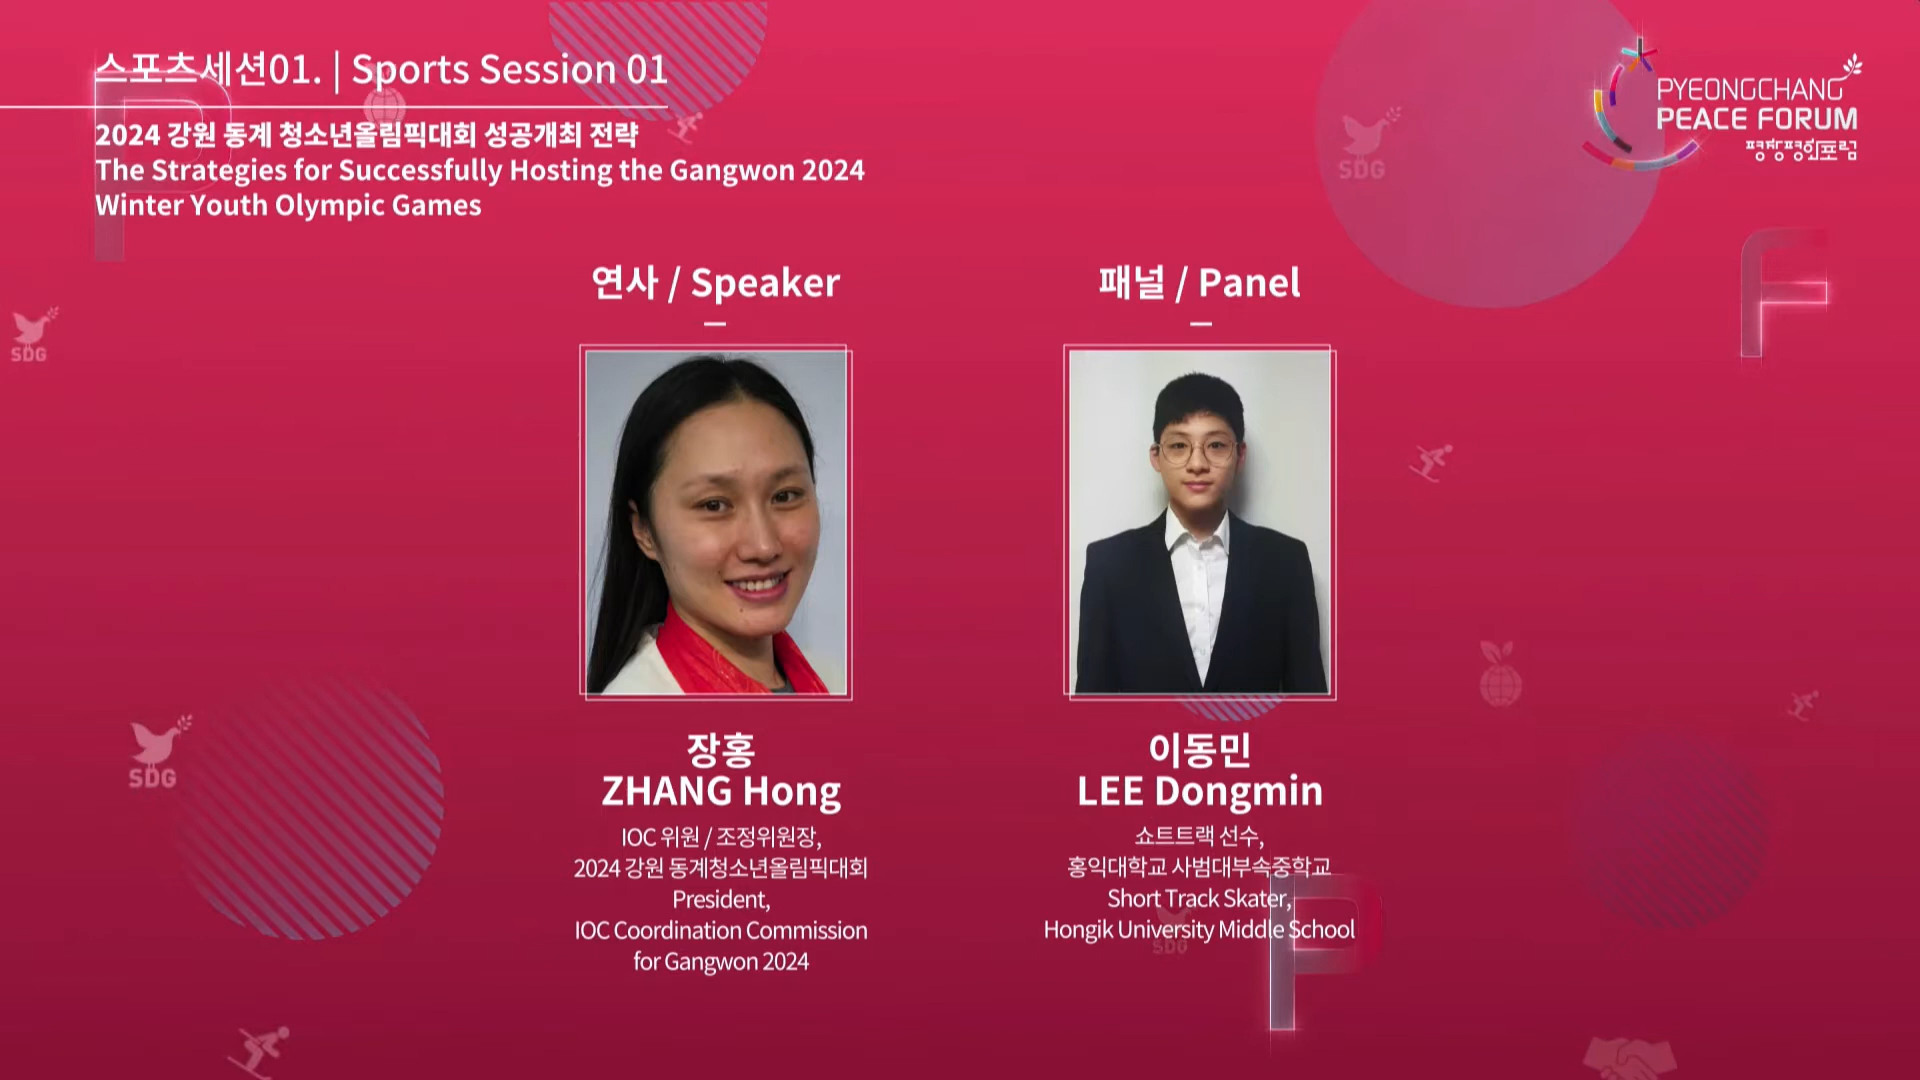 스포츠세션01. | Sports Session 01
2024 강원 동계 청소년올림픽대회 성공개최 전략
The Strategies for Successfully Hosting the Gangwon 2024
Winter Youth Olympic Games
PYEONGCHANG
PEACE FORUM
평창평화포럼
P
F
SDG
SDG
SDG
연사 / Speaker
장홍
ZHANG Hong
IOC 위원 / 조정위원장,
2024 강원 동계청소년올림픽대회
President,
IOC Coordination Commission
for Gangwon 2024
패널 / Panel
이동민
LEE Dongmin
쇼트트랙 선수,
홍익대학교 사범대부속중학교
Short Track Skater,
Hongik University Middle School
SDG
P